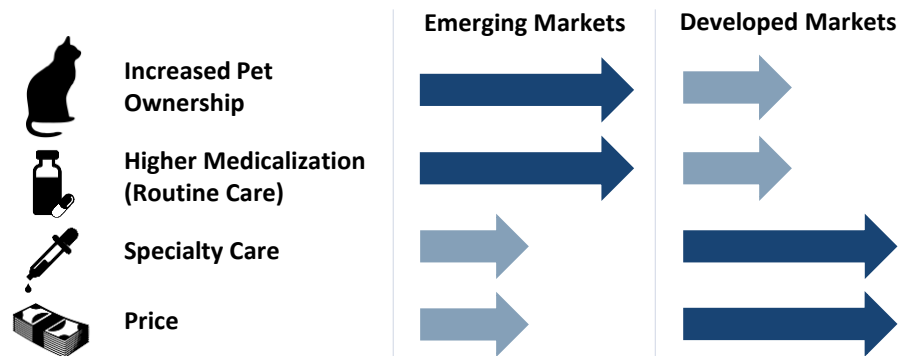 Emerging Markets
Developed Markets
Increased Pet
Ownership
Higher Medicalization
(Routine Care)
Specialty Care
Price